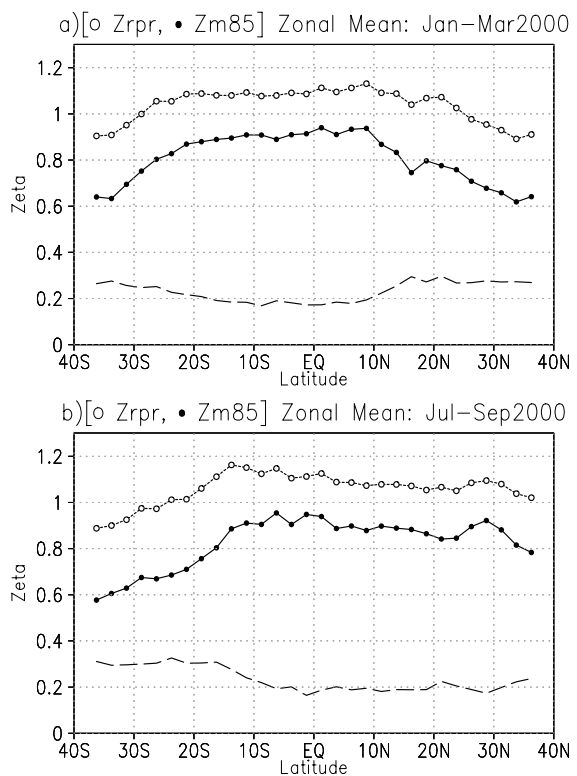 a)[o Zrpr, • Zm85] Zonal Mean: Jan-Mar2000
1.2
1
0.8
0.6
0.4
0.2
0
Zeta
40S 30S 20S 10S EQ 10N 20N 30N 40N
Latitude
b)[o Zrpr, • Zm85] Zonal Mean: Jul-Sep2000
1.2
1
0.8
0.6
0.4
0.2
0
Zeta
40S 30S 20S 10S EQ 10N 20N 30N 40N
Latitude